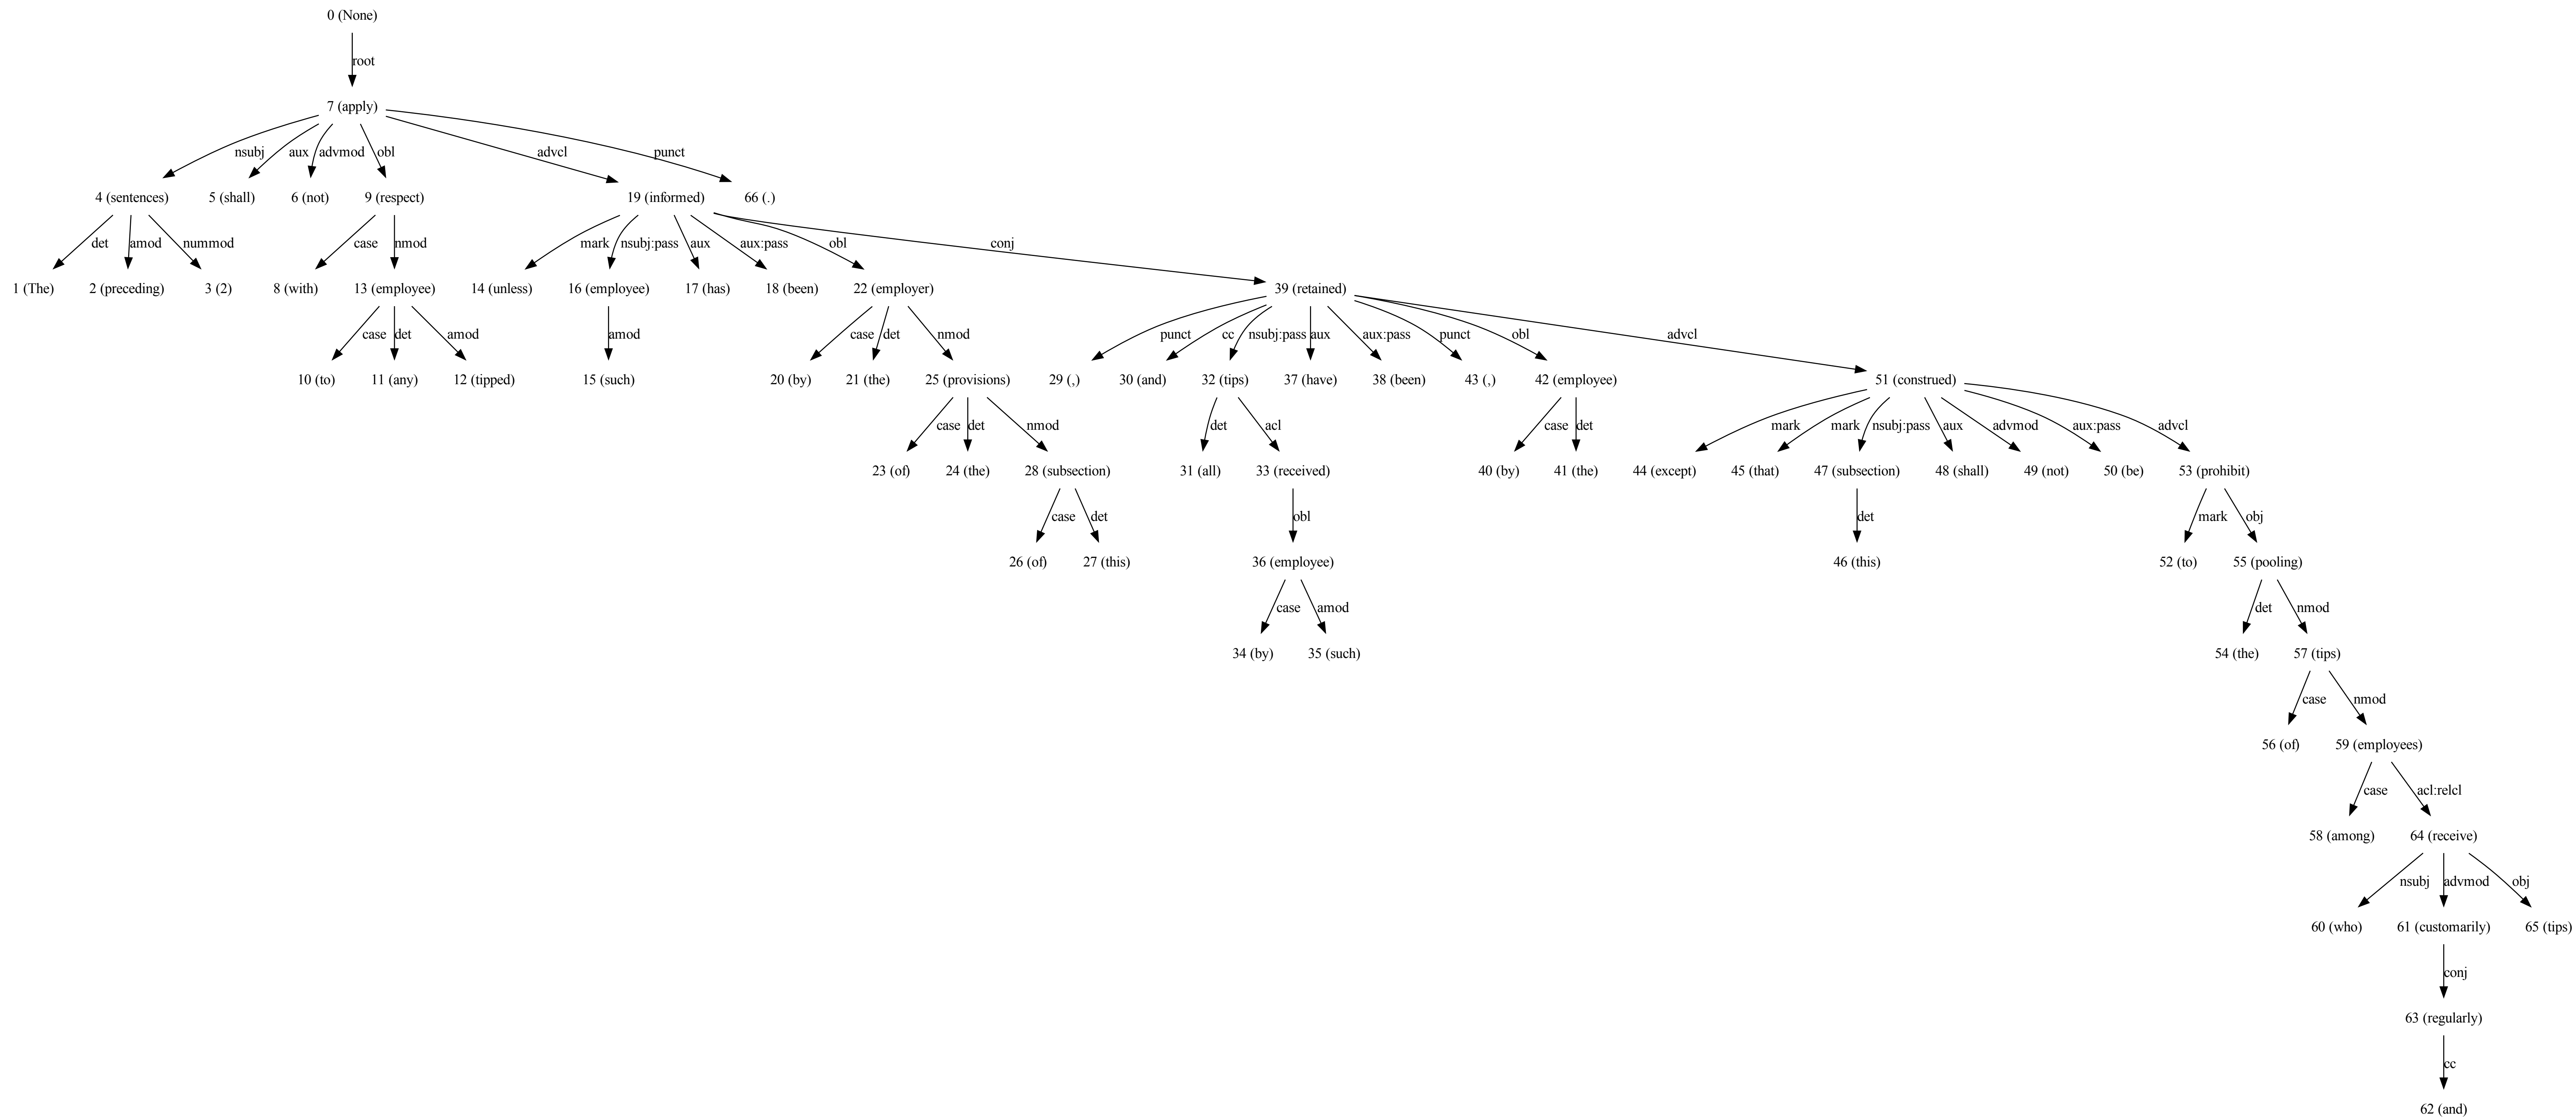 0 (None)
root
7 (apply)
nsubj aux advmod obl advcl punct
4 (sentences) 5 (shall) 6 (not) 9 (respect) 19 (informed) 66 (.)
det amod nummod case nmod mark nsubj:pass aux aux:pass obl conj
1 (The) 2 (preceding) 3 (2) 8 (with) 13 (employee) 14 (unless) 16 (employee) 17 (has) 18 (been) 22 (employer) 39 (retained)
case det amod amod case det nmod punct cc nsubj:pass aux aux:pass punct obl advcl
10 (to) 11 (any) 12 (tipped) 15 (such) 20 (by) 21 (the) 25 (provisions) 29 (,) 30 (and) 32 (tips) 37 (have) 38 (been) 43 (,) 42 (employee) 51 (construed)
case det nmod det acl case det mark mark nsubj:pass aux advmod aux:pass advcl
23 (of) 24 (the) 28 (subsection) 31 (all) 33 (received) 40 (by) 41 (the) 44 (except) 45 (that) 47 (subsection) 48 (shall) 49 (not) 50 (be) 53 (prohibit)
case det obl det mark obj
26 (of) 27 (this) 36 (employee) 46 (this) 52 (to) 55 (pooling)
case amod det nmod
34 (by) 35 (such) 54 (the) 57 (tips)
case nmod
56 (of) 59 (employees)
case acl:relcl
58 (among) 64 (receive)
nsubj advmod obj
60 (who) 61 (customarily) 65 (tips)
conj
63 (regularly)
cc
62 (and)